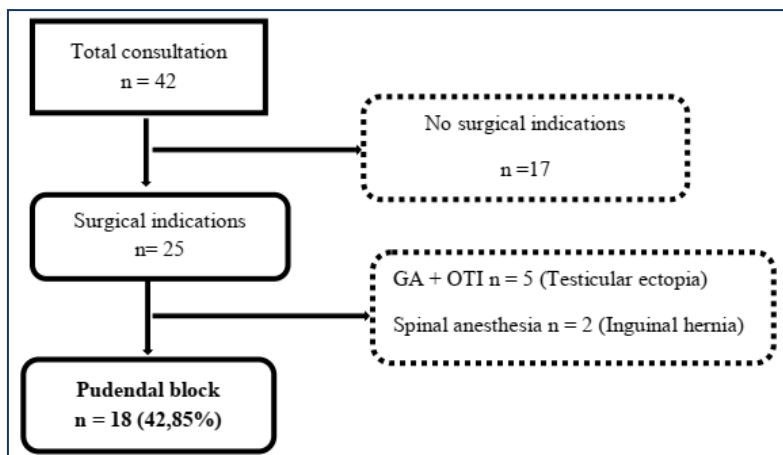 Total consultation
n = 42
No surgical indications
n =17
Surgical indications
n= 25
GA + OTI n = 5 (Testicular ectopia)
Spinal anesthesia n = 2 (Inguinal hernia)
Pudendal block
n = 18 (42,85%)